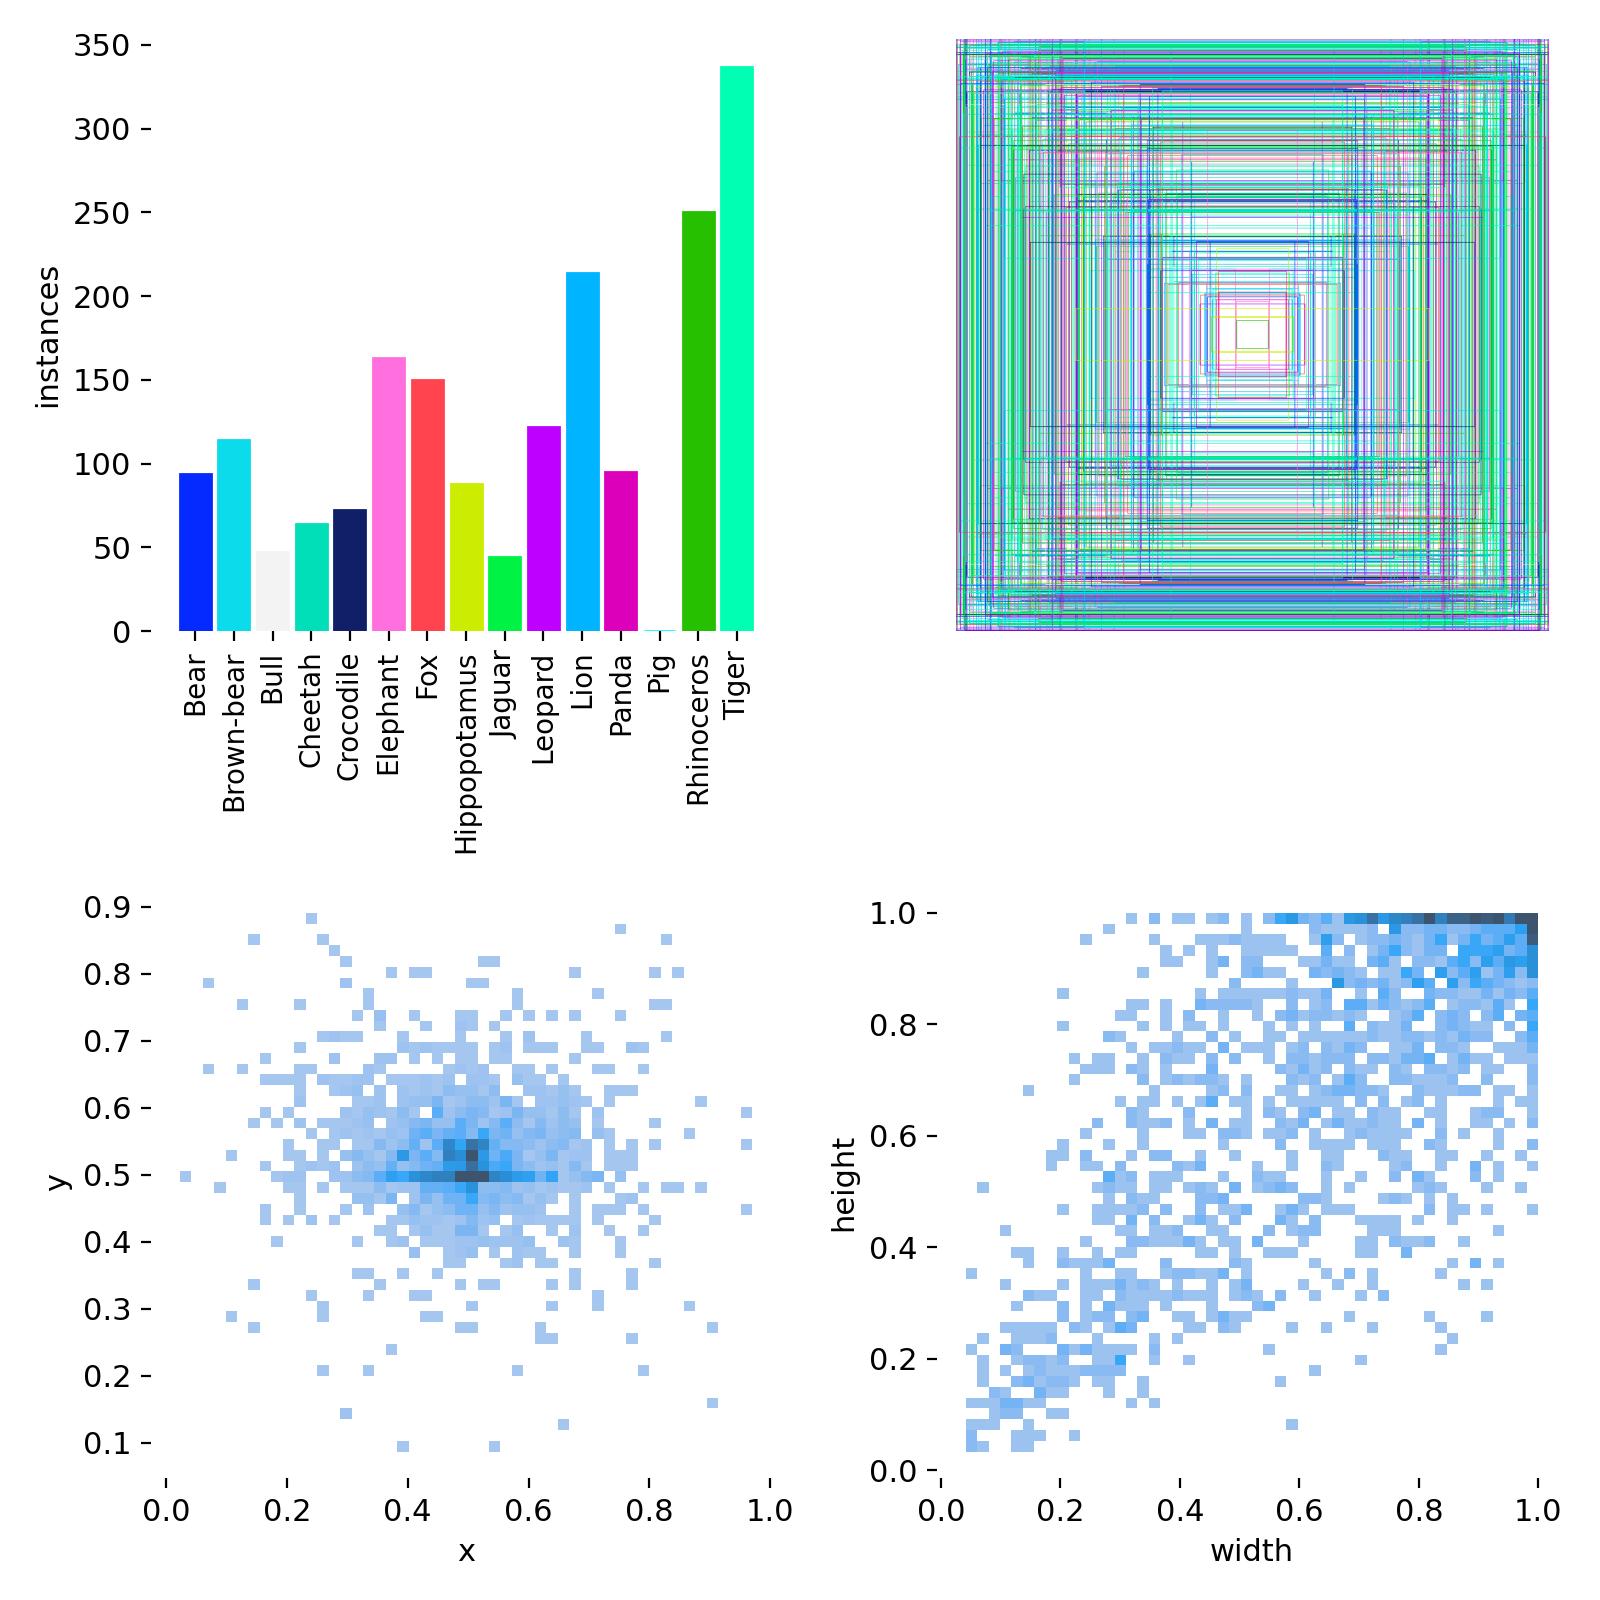 350
300
250
200
150
100
50
0
instances
Bear
Brown-bear
Bull
Cheetah
Crocodile
Elephant
Fox
Hippopotamus
Jaguar
Leopard
Lion
Panda
Pig
Rhinoceros
Tiger
0.9
0.8
0.7
0.6
0.5
0.4
0.3
0.2
0.1
y
0.0 0.2 0.4 0.6 0.8 1.0
x
1.0
0.8
0.6
0.4
0.2
0.0
height
0.0 0.2 0.4 0.6 0.8 1.0
width